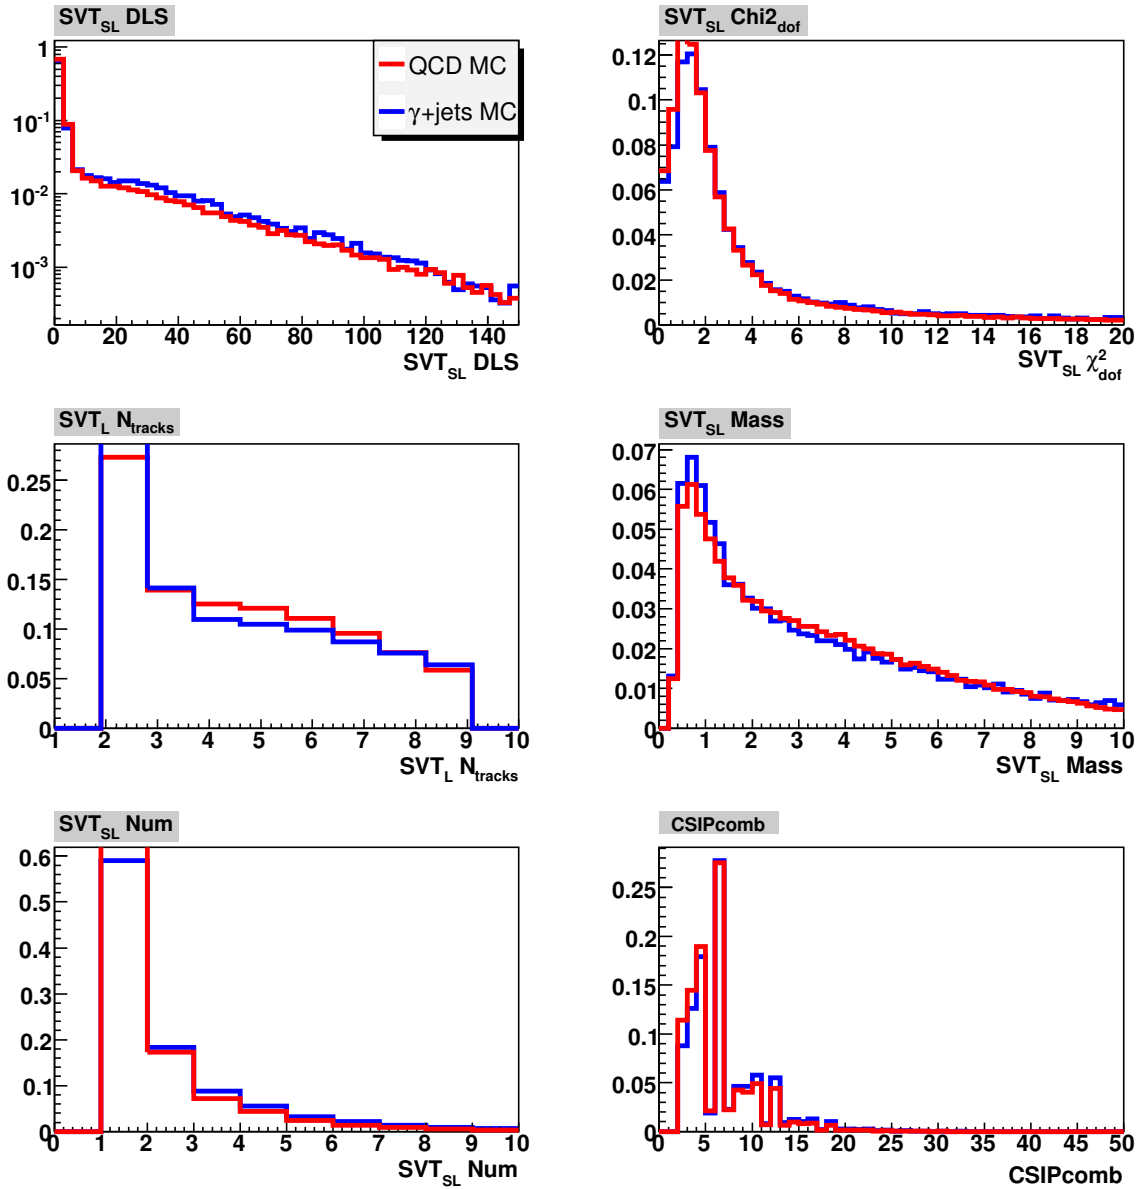 SVT_SL DLS
QCD MC
γ+jets MC
1
10^-1
10^-2
10^-3
0 20 40 60 80 100 120 140
SVT_SL DLS
SVT_SL Chi2_dof
0.12
0.1
0.08
0.06
0.04
0.02
0
0 2 4 6 8 10 12 14 16 18 20
SVT_SL χ²_dof
SVT_L N_tracks
0.25
0.2
0.15
0.1
0.05
0
1 2 3 4 5 6 7 8 9 10
SVT_L N_tracks
SVT_SL Mass
0.07
0.06
0.05
0.04
0.03
0.02
0.01
0
0 1 2 3 4 5 6 7 8 9 10
SVT_SL Mass
SVT_SL Num
0.6
0.5
0.4
0.3
0.2
0.1
0
0 1 2 3 4 5 6 7 8 9 10
SVT_SL Num
CSIPcomb
0.25
0.2
0.15
0.1
0.05
0
0 5 10 15 20 25 30 35 40 45 50
CSIPcomb